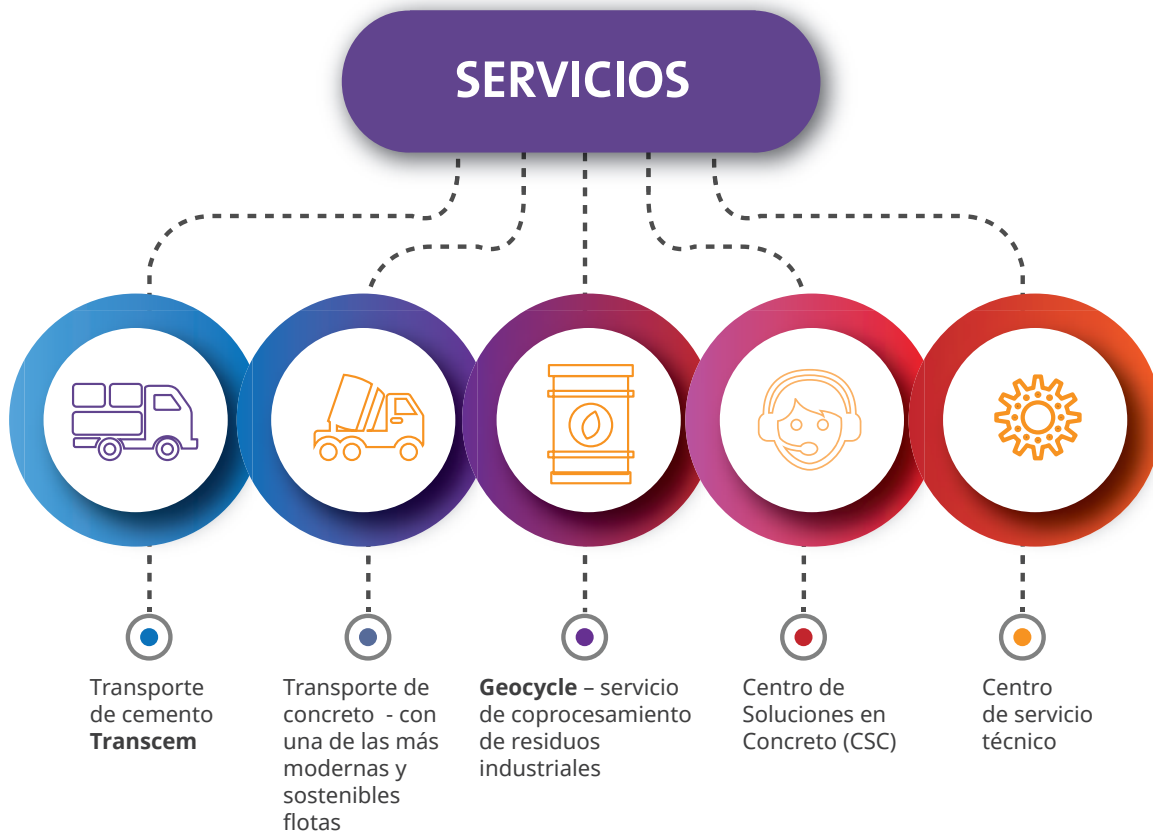 SERVICIOS
Transporte
de cemento
Transcem
Transporte de
concreto - con
una de las más
modernas y
sostenibles
flotas
Geocycle – servicio
de coprocesamiento
de residuos
industriales
Centro de
Soluciones en
Concreto (CSC)
Centro
de servicio
técnico